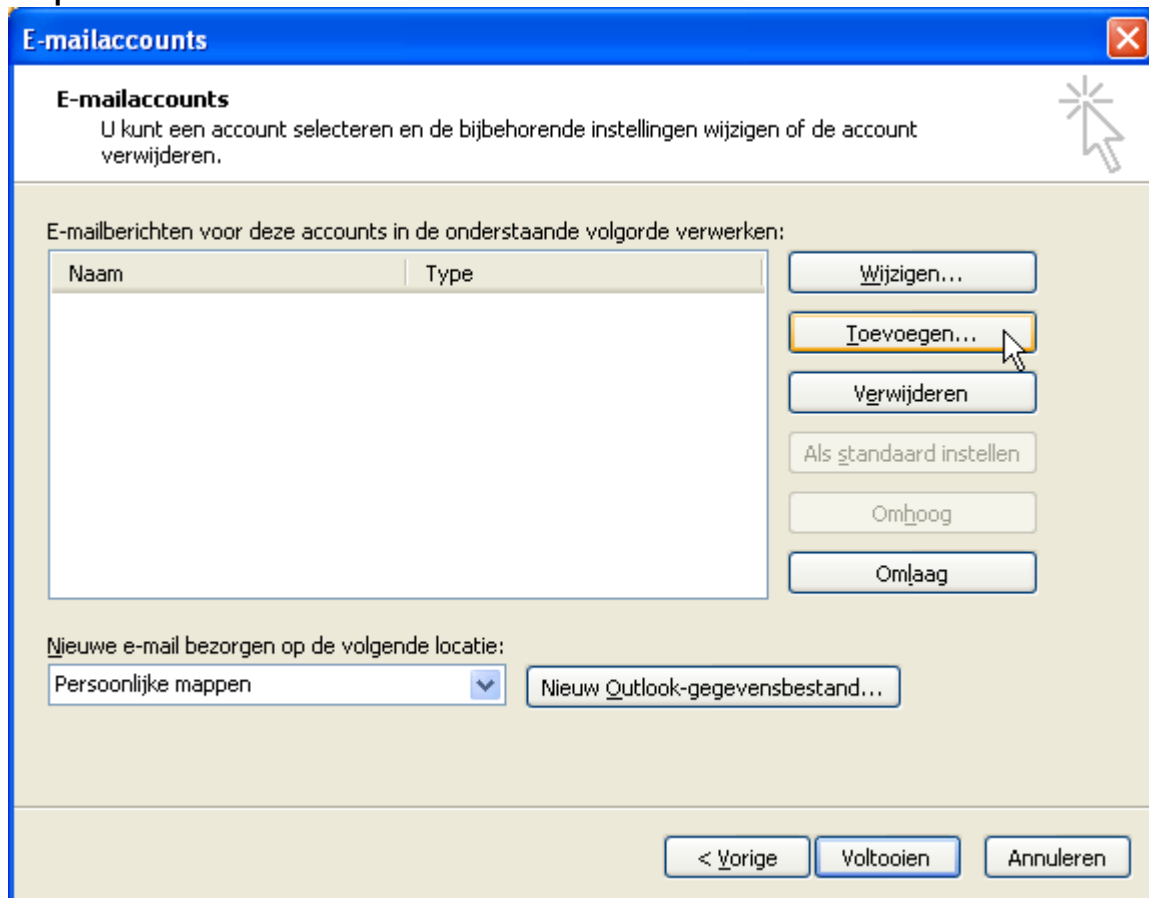 E-mailaccounts
E-mailaccounts
U kunt een account selecteren en de bijbehorende instellingen wijzigen of de account
verwijderen.
E-mailberichten voor deze accounts in de onderstaande volgorde verwerken:
Naam Type
Wijzigen...
Toevoegen...
Verwijderen
Als standaard instellen
Omhoog
Omlaag
Nieuwe e-mail bezorgen op de volgende locatie:
Persoonlijke mappen
Nieuw Outlook-gegevensbestand...
< Vorige Voltooien Annuleren